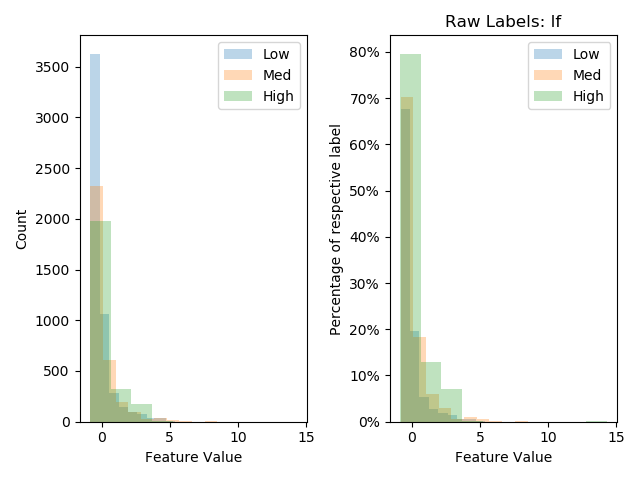 Raw Labels: If
Low
Med
High
Count
3500
3000
2500
2000
1500
1000
500
0
0
5
10
15
Feature Value
Low
Med
High
Percentage of respective label
80%
70%
60%
50%
40%
30%
20%
10%
0%
0
5
10
15
Feature Value